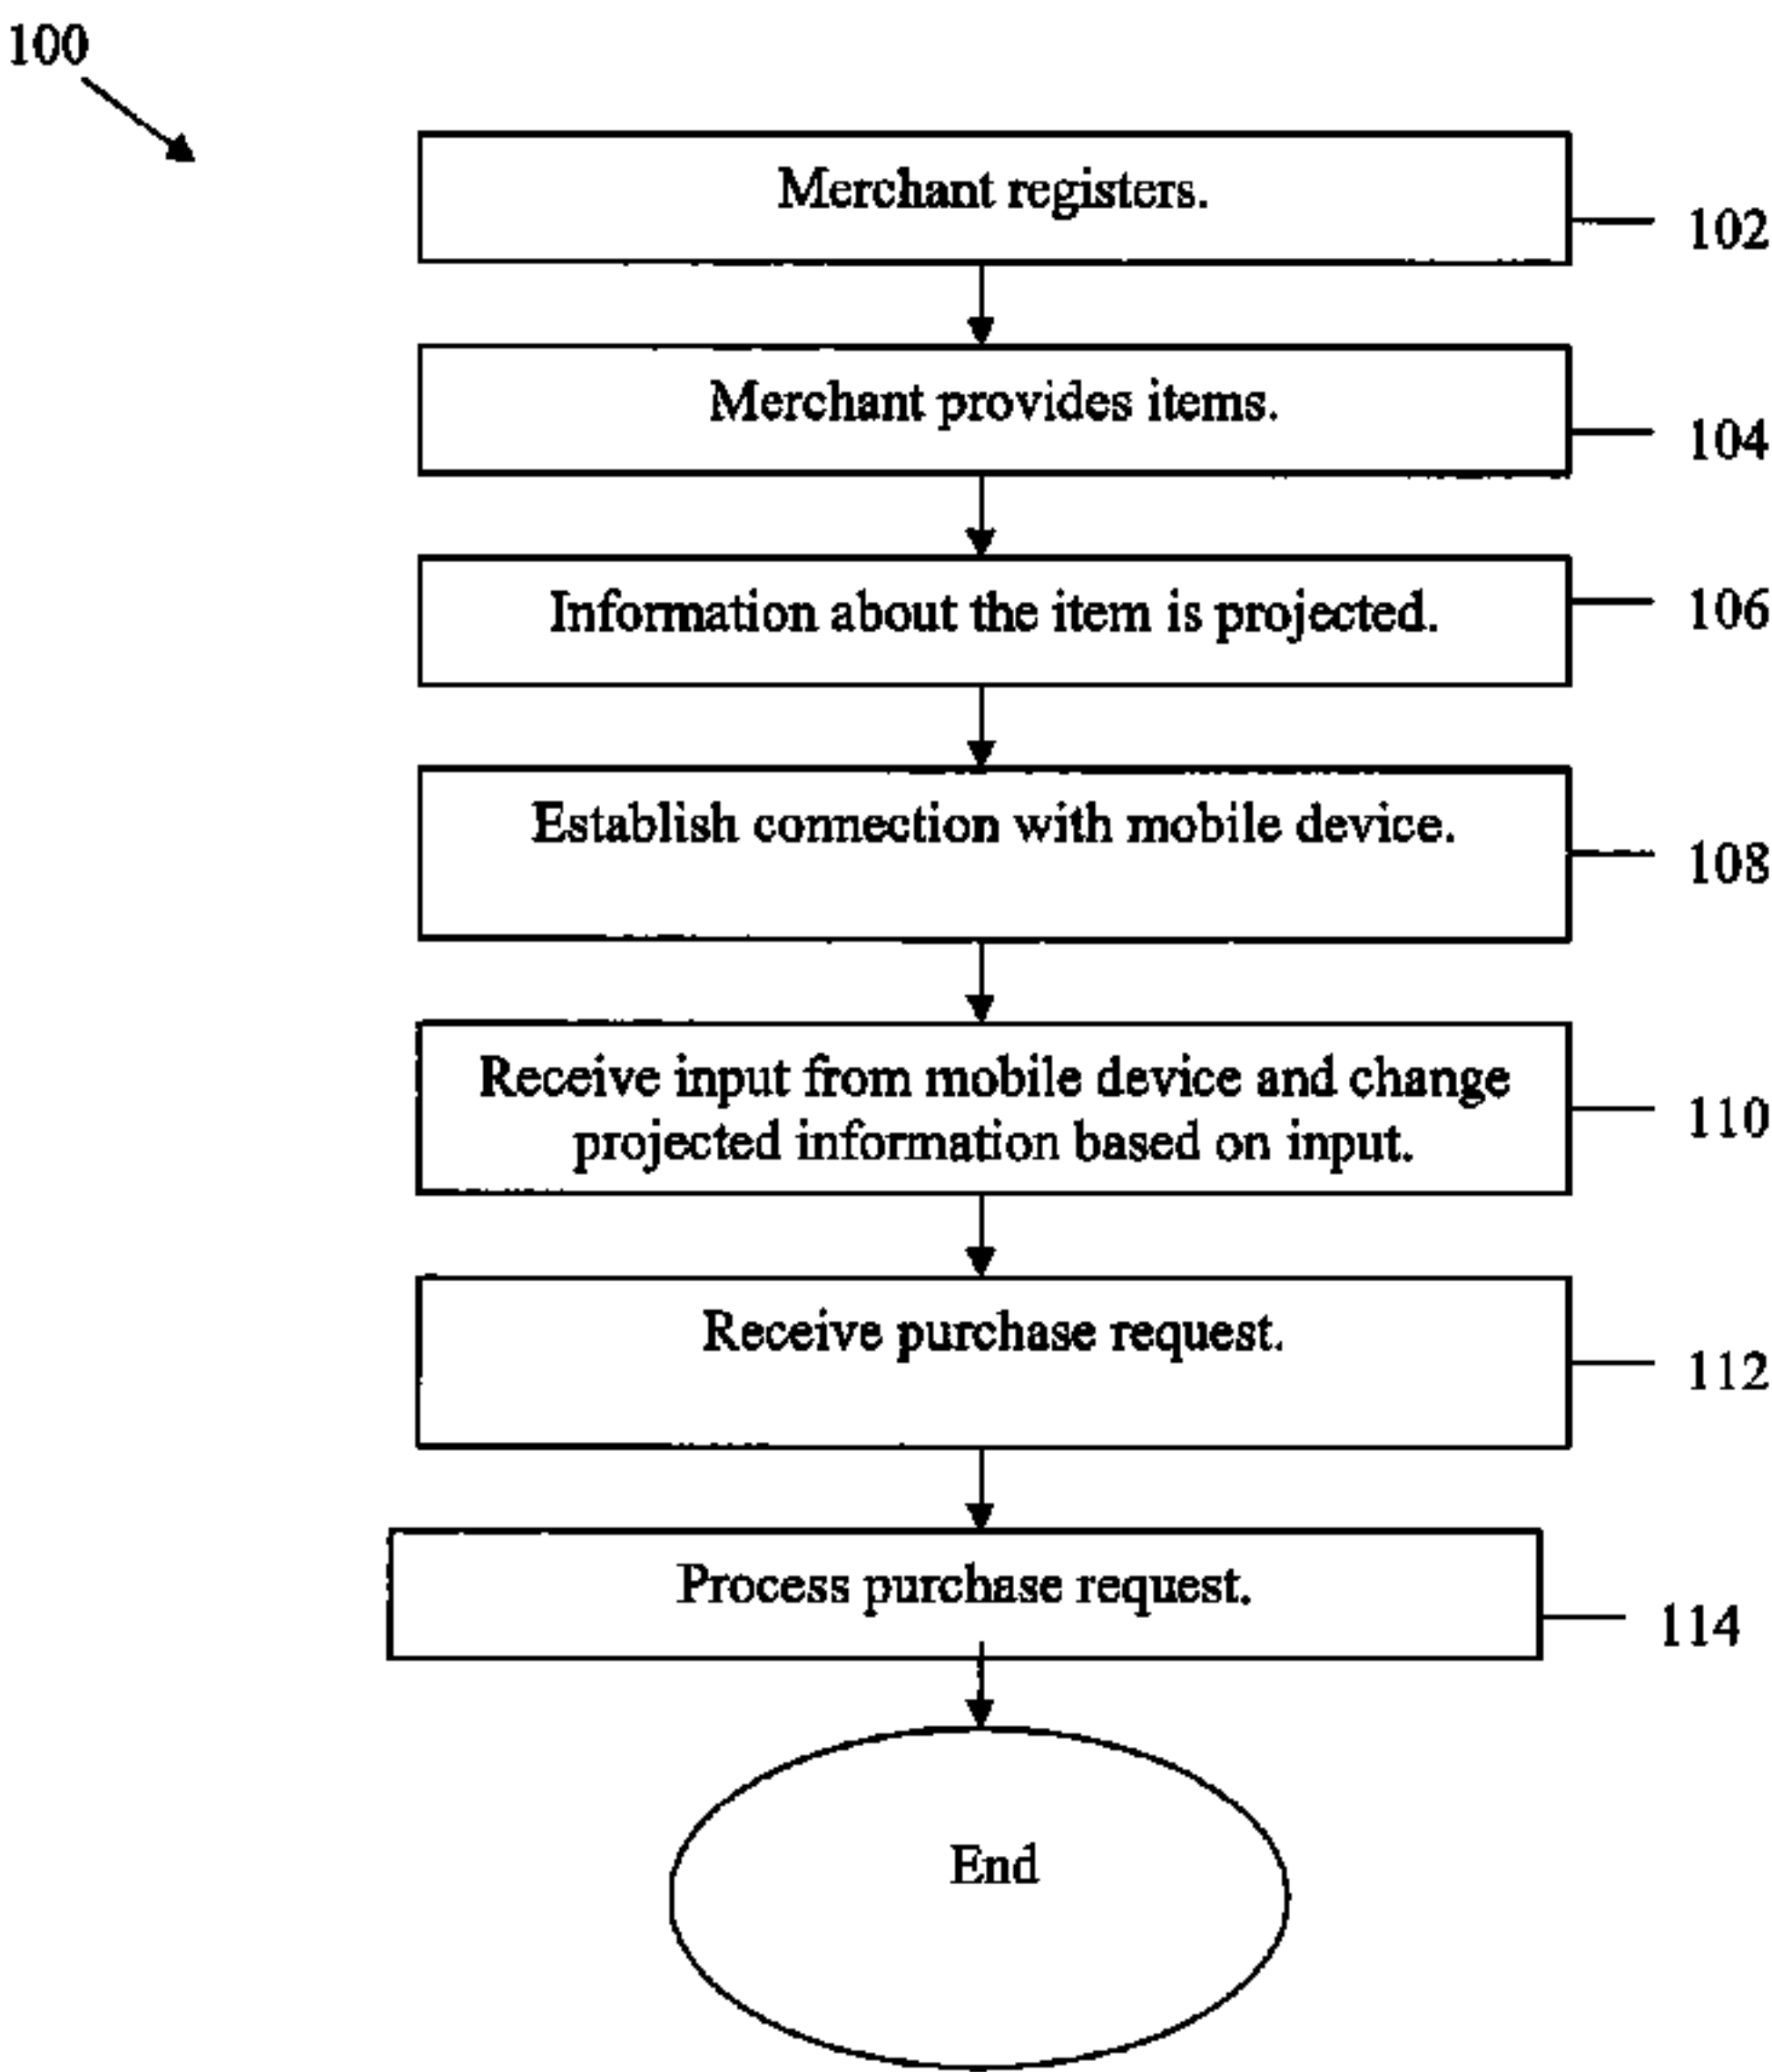 100
Merchant registers.
102
Merchant provides items.
104
Information about the item is projected.
106
Establish connection with mobile device.
108
Receive input from mobile device and change
projected information based on input.
110
Receive purchase request.
112
Process purchase request.
114
End